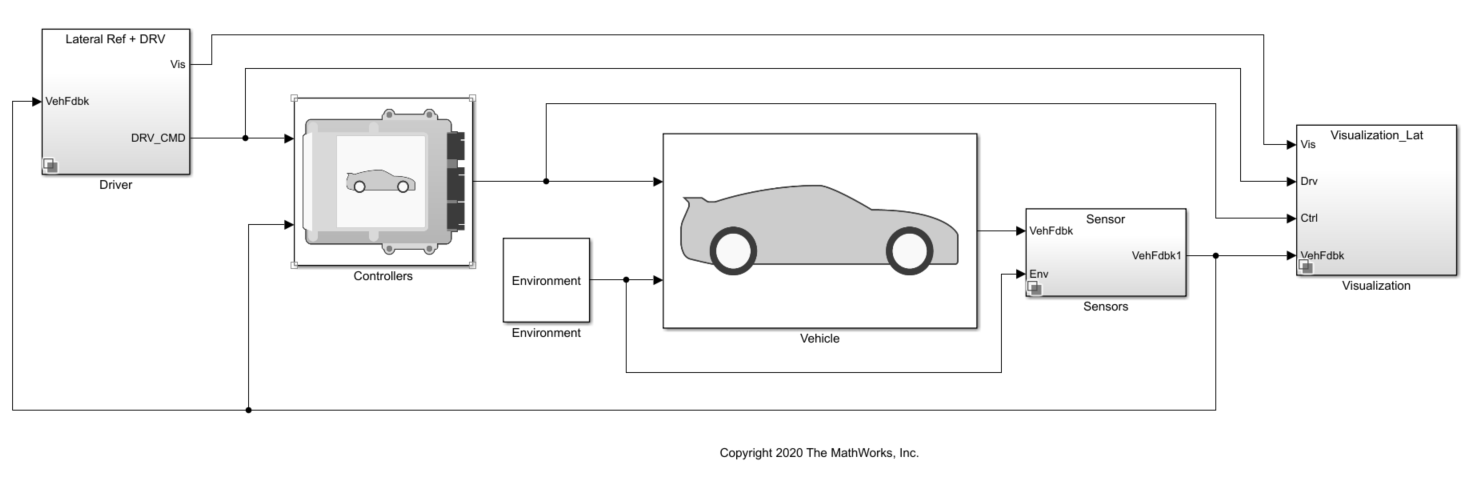 Lateral Ref + DRV
Vis
VehFdbk
DRV_CMD
Driver
Controllers
Environment
Environment
Vehicle
Sensor
VehFdbk
VehFdbk1
Env
Sensors
Visualization_Lat
Vis
Drv
Ctrl
VehFdbk
Visualization
Copyright 2020 The MathWorks, Inc.